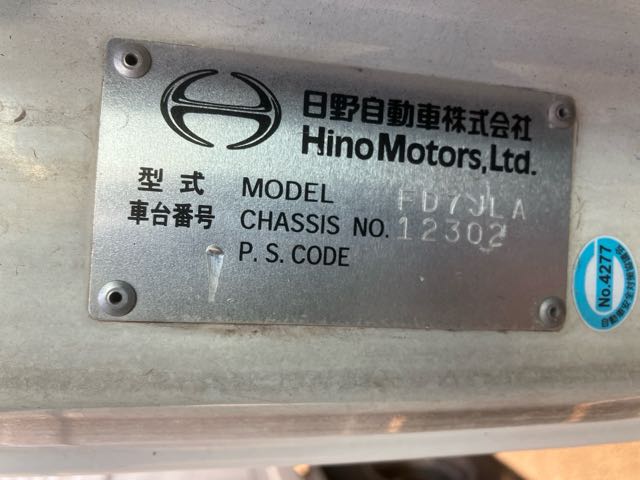 日野自動車株式会社
Hino Motors, Ltd.
型式 MODEL FD7JLA
車台番号 CHASSIS NO. 12302
P. S. CODE
No.4277